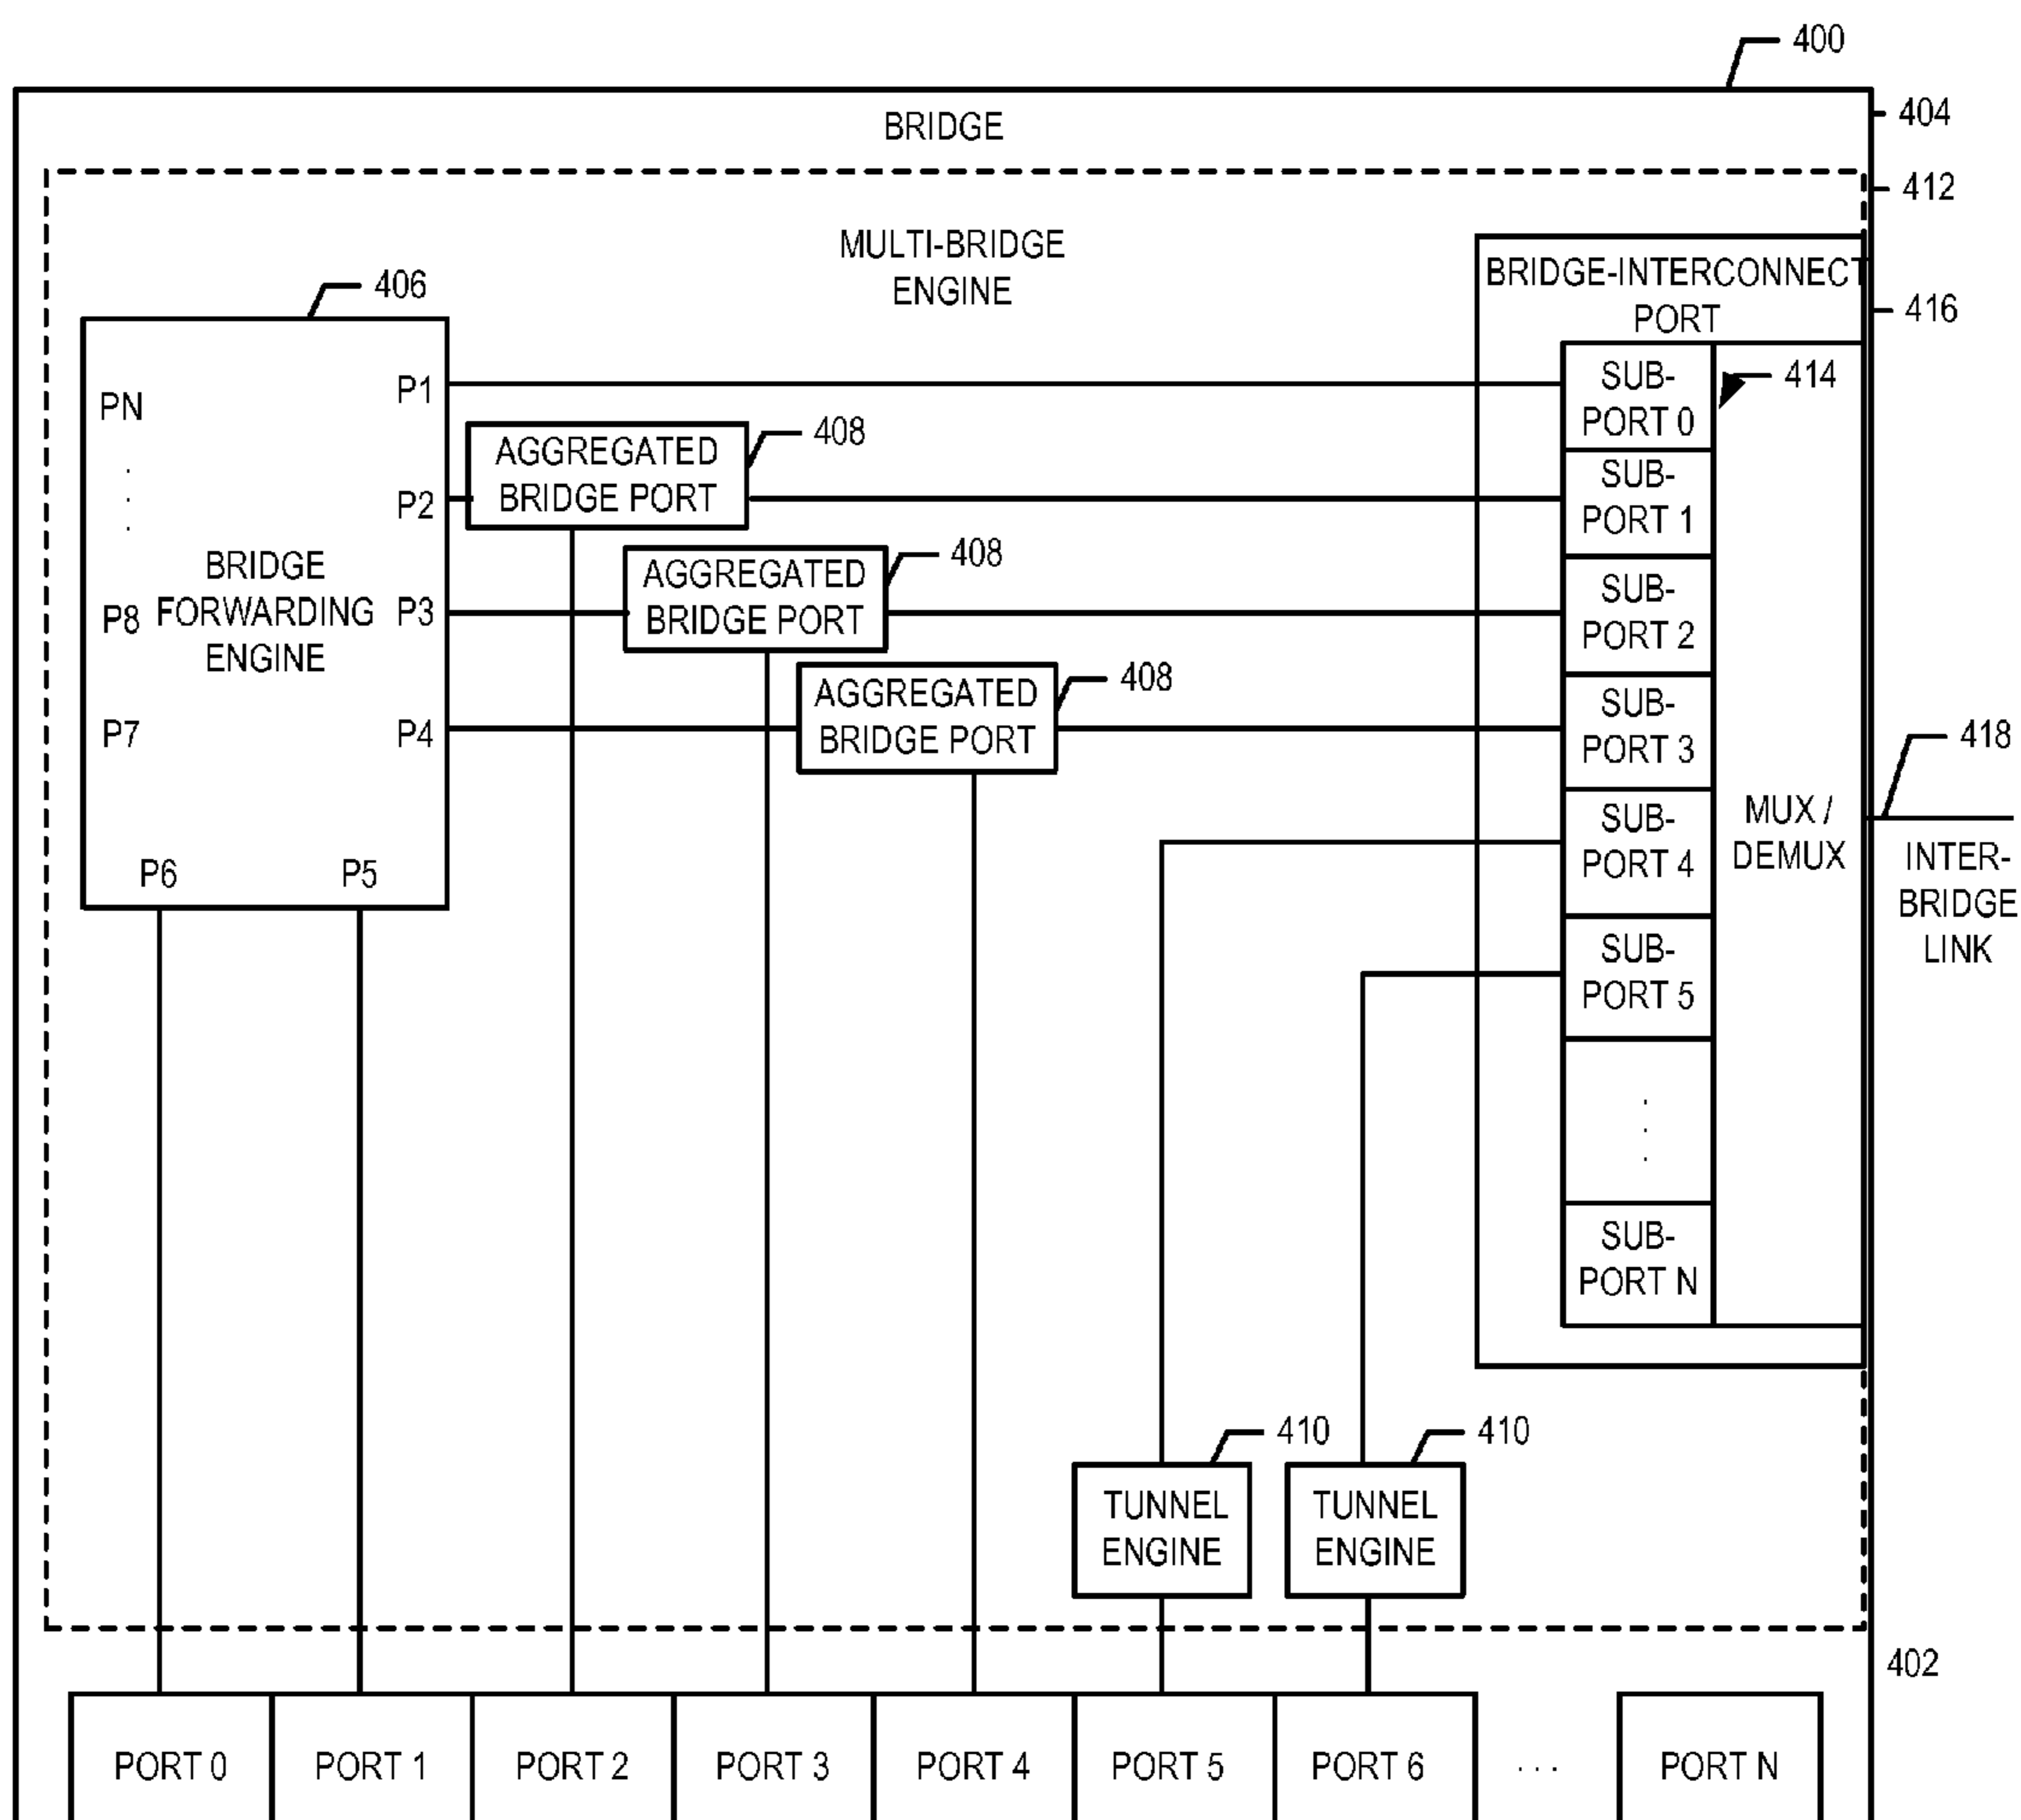 400
BRIDGE
404
412
MULTI-BRIDGE
ENGINE
BRIDGE-INTERCONNECT
PORT
416
406
PN
.
.
.
P8
P7
P6
P5
P1
P2
P3
P4
BRIDGE
FORWARDING
ENGINE
AGGREGATED
BRIDGE PORT
408
AGGREGATED
BRIDGE PORT
408
AGGREGATED
BRIDGE PORT
408
SUB-
PORT 0
414
SUB-
PORT 1
SUB-
PORT 2
SUB-
PORT 3
SUB-
PORT 4
SUB-
PORT 5
.
.
.
SUB-
PORT N
MUX /
DEMUX
418
INTER-
BRIDGE
LINK
410
TUNNEL
ENGINE
410
TUNNEL
ENGINE
402
PORT 0
PORT 1
PORT 2
PORT 3
PORT 4
PORT 5
PORT 6
. . .
PORT N